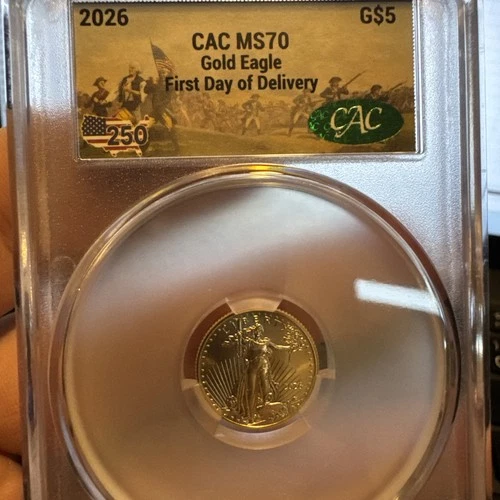 2026 G$5
CAC MS70
Gold Eagle
First Day of Delivery
250
CAC
LIBERTY